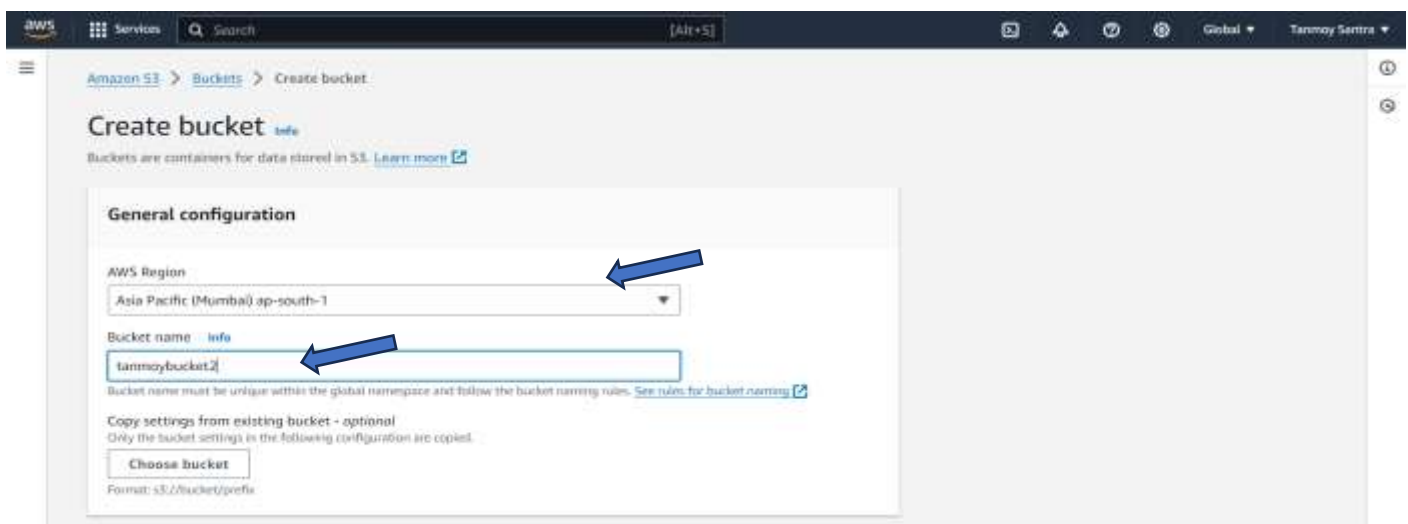 aws
Services
Search
[Alt+S]
Global
Tanmoy Santra
Amazon S3 > Buckets > Create bucket
Create bucket Info
Buckets are containers for data stored in S3. Learn more
General configuration
AWS Region
Asia Pacific (Mumbai) ap-south-1
Bucket name Info
tanmoybucket2
Bucket name must be unique within the global namespace and follow the bucket naming rules. See rules for bucket naming
Copy settings from existing bucket - optional
Only the bucket settings in the following configuration are copied.
Choose bucket
Format: s3://bucket/prefix